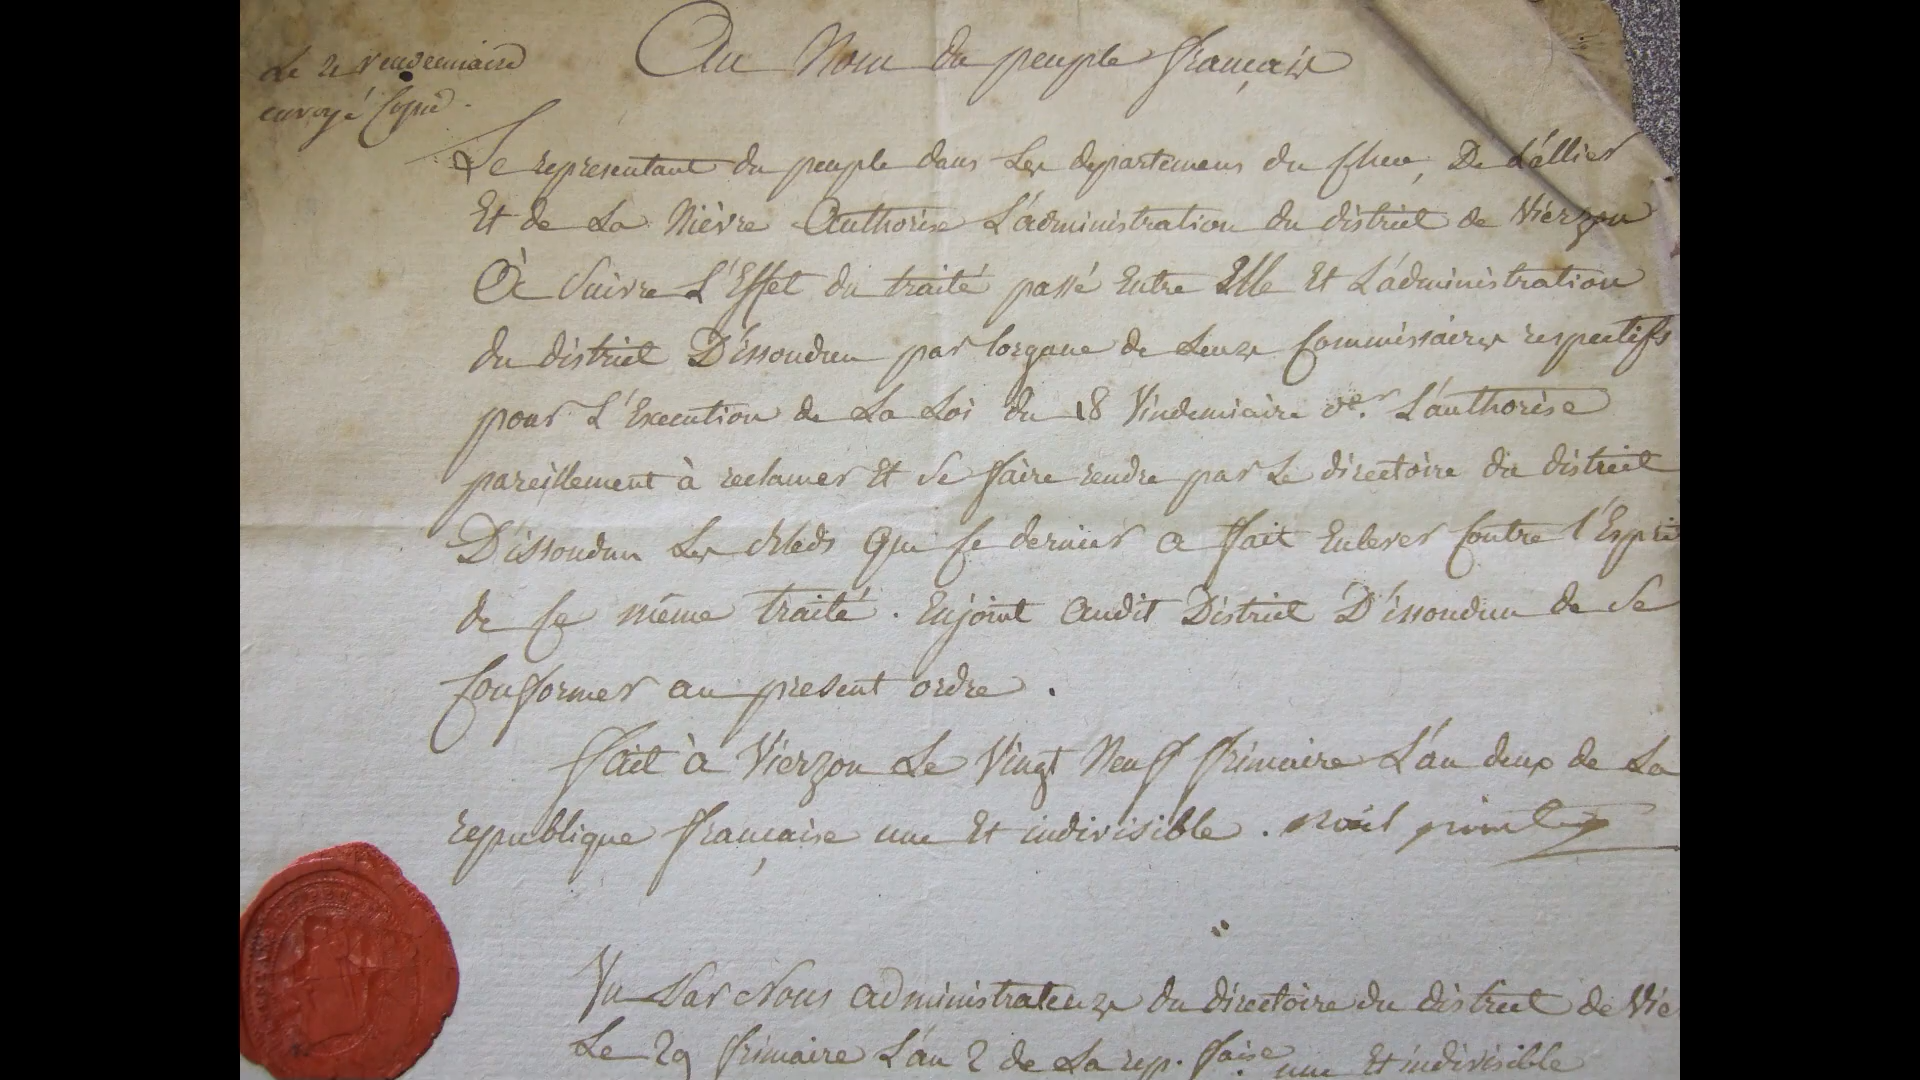 Le 2 Vendemiaire
envoyé Copie.
Au Nom du peuple français
Le representant du peuple dans Les departemens du Cher, De L'allier
Et de La Nièvre Authorise L'administration du district de Vierzon
À Suivre L'Effet du traité passé Entre Elle Et L'administration
du district D'issoudun par lorgane de Leurs Commissaires respectifs
pour L'Execution de La Loi du 18 Vindemiaire der. L'authorise
pareillement à reclamer Et Se faire rendre par Le directoire du district
D'issoudun Les Bleds Que Ce dernier a fait Enlever Contre l'Esprit
de Ce même traité. Enjoint Audit District D'issoudun de Se
Conformer au present ordre.
fait à Vierzon Le Vingt Neuf frimaire L'an deux de La
republique française une Et indivisible. noël pointe
Vu Par Nous administrateurs du directoire du district de Vie
Le 29 frimaire L'an 2 de La rep. fçaise une Et indivisible